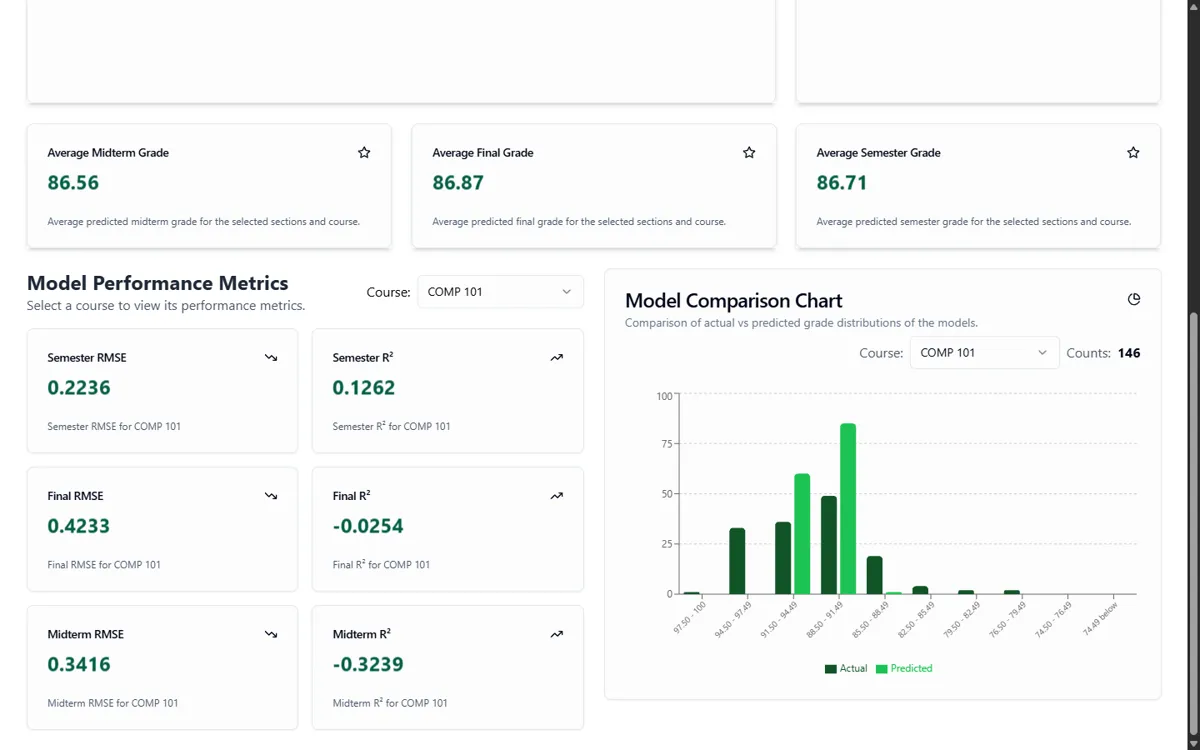 Average Midterm Grade
86.56
Average predicted midterm grade for the selected sections and course.
Average Final Grade
86.87
Average predicted final grade for the selected sections and course.
Average Semester Grade
86.71
Average predicted semester grade for the selected sections and course.
Model Performance Metrics
Select a course to view its performance metrics.
Course: COMP 101
Semester RMSE
0.2236
Semester RMSE for COMP 101
Semester R²
0.1262
Semester R² for COMP 101
Final RMSE
0.4233
Final RMSE for COMP 101
Final R²
-0.0254
Final R² for COMP 101
Midterm RMSE
0.3416
Midterm RMSE for COMP 101
Midterm R²
-0.3239
Midterm R² for COMP 101
Model Comparison Chart
Comparison of actual vs predicted grade distributions of the models.
Course: COMP 101 Counts: 146
100
75
50
25
0
97.50 - 100
94.50 - 97.49
91.50 - 94.49
88.50 - 91.49
85.50 - 88.49
82.50 - 85.49
79.50 - 82.49
76.50 - 79.49
74.50 - 76.49
74.49 below
Actual Predicted